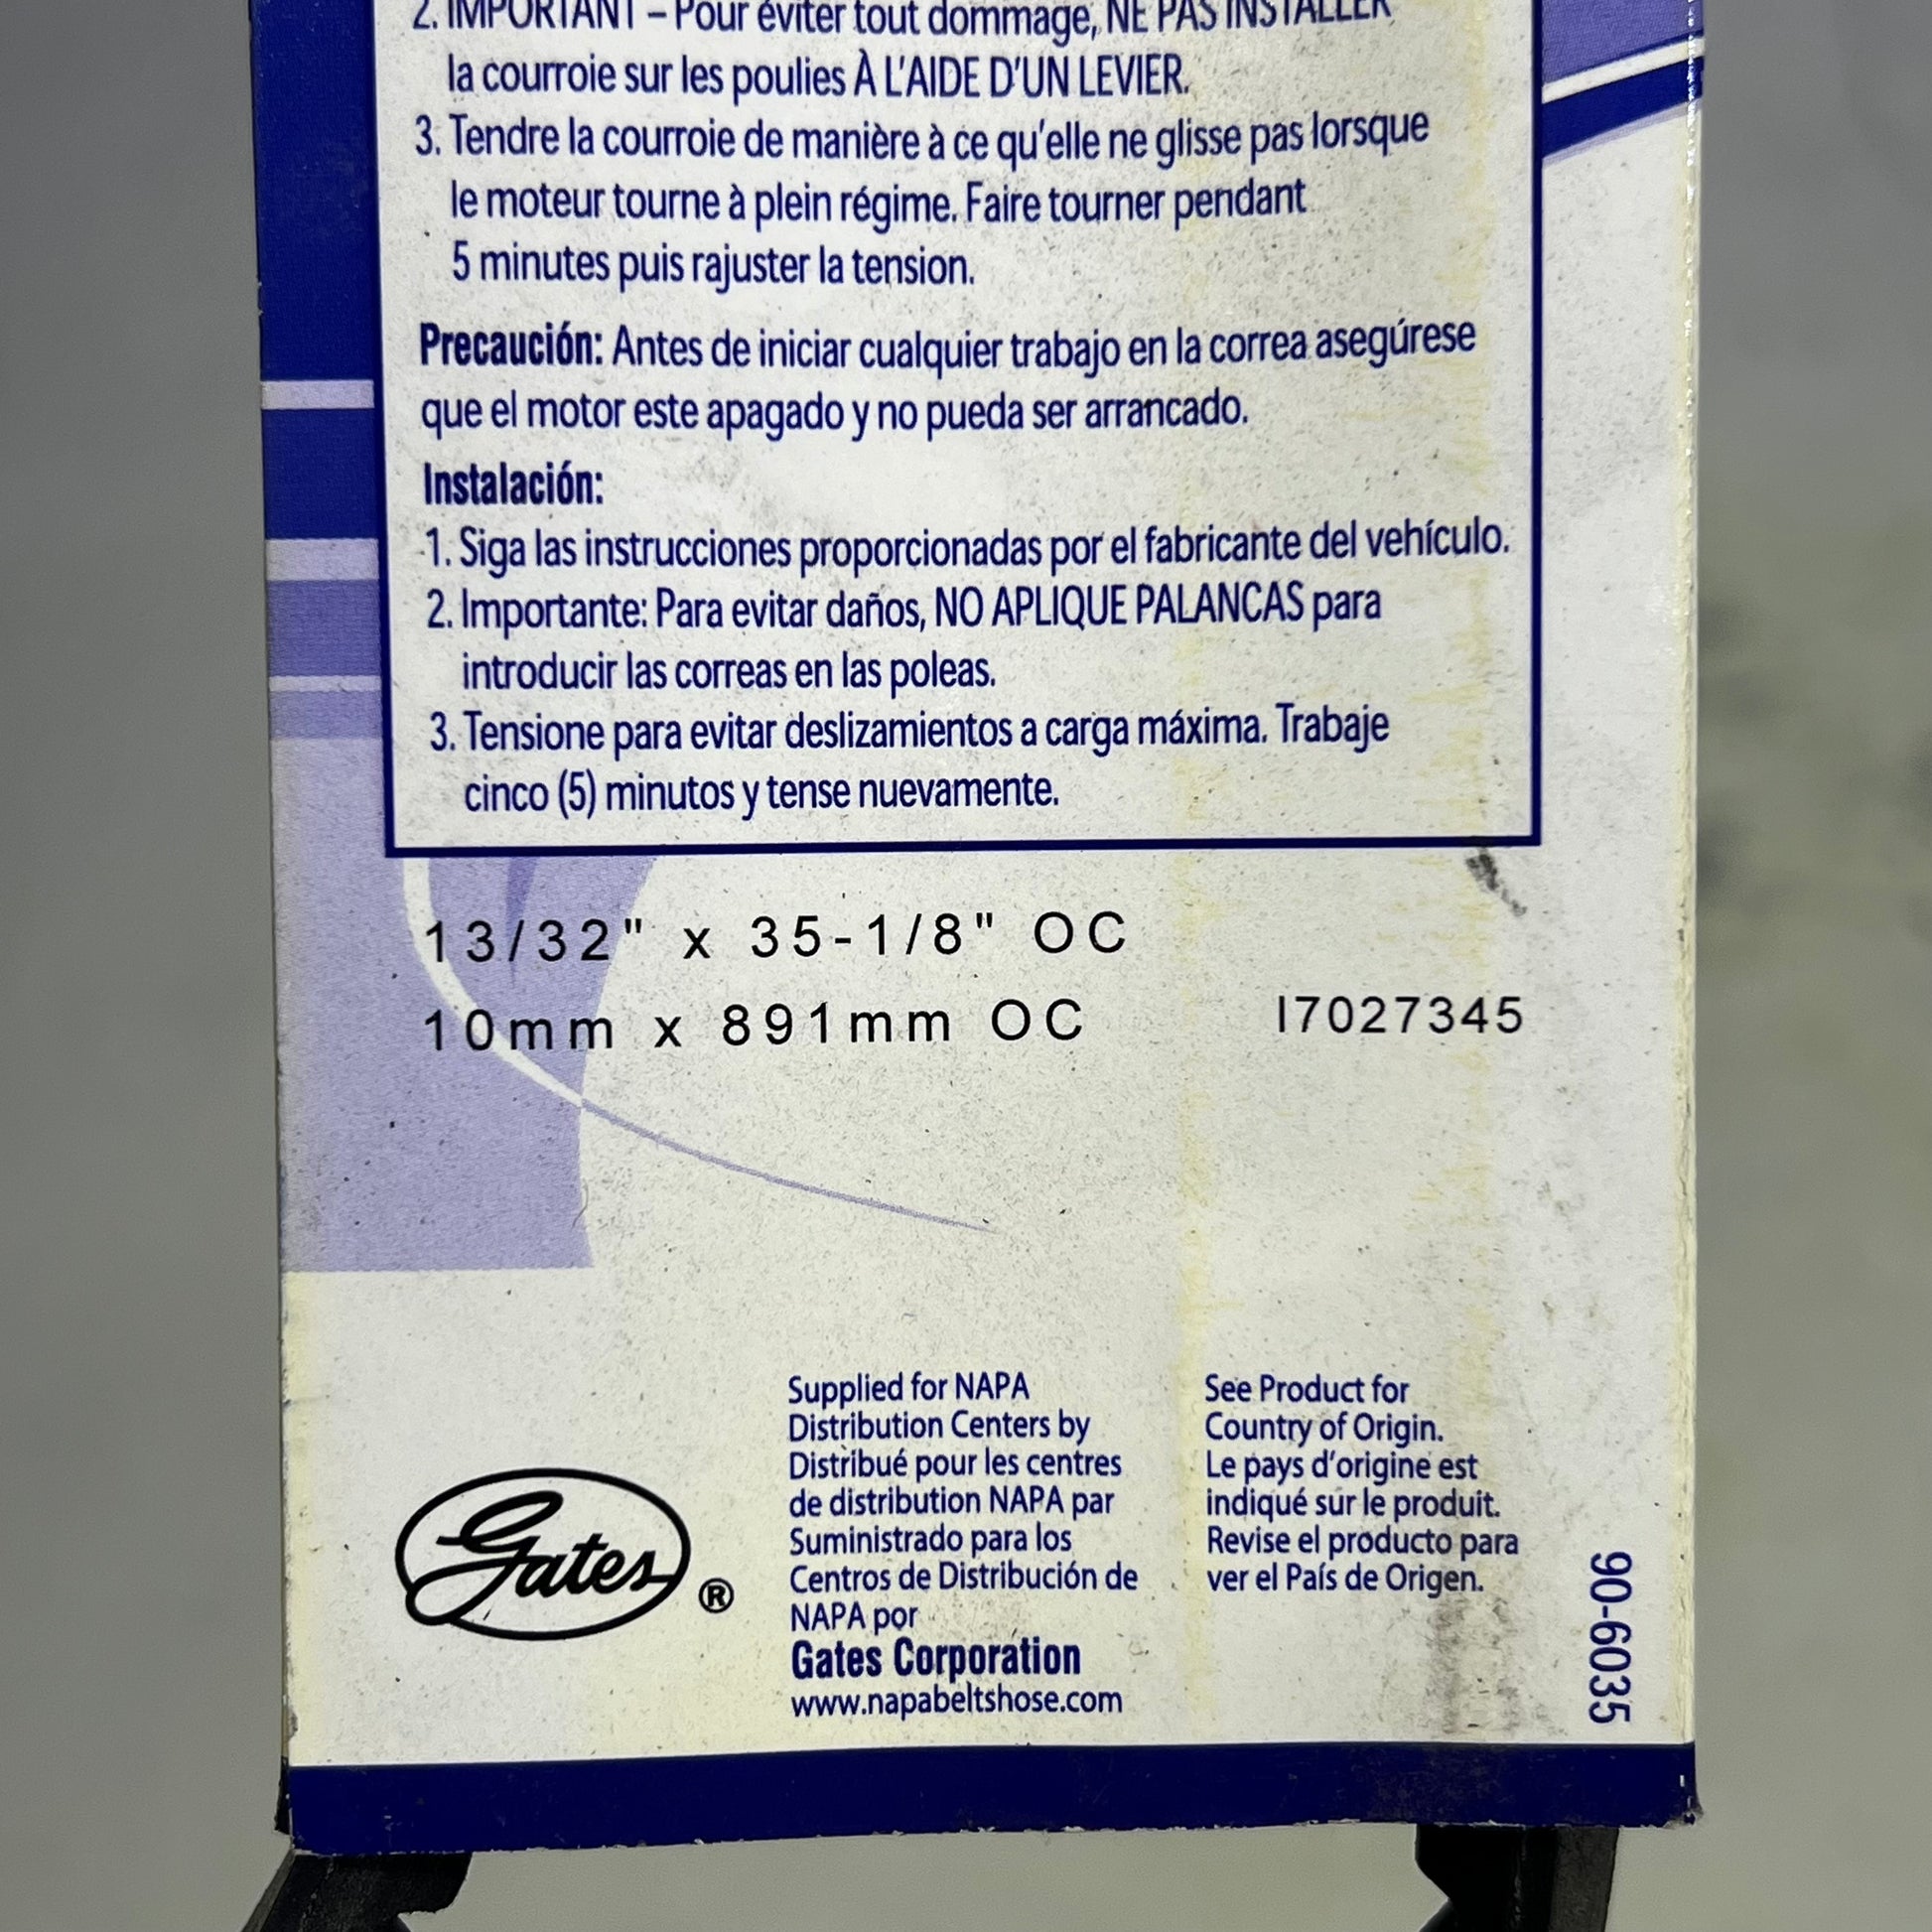 2. IMPORTANT – Pour éviter tout dommage, NE PAS INSTALLER
la courroie sur les poulies À L'AIDE D'UN LEVIER.
3. Tendre la courroie de manière à ce qu'elle ne glisse pas lorsque
le moteur tourne à plein régime. Faire tourner pendant
5 minutes puis rajuster la tension.
Precaución: Antes de iniciar cualquier trabajo en la correa asegúrese
que el motor este apagado y no pueda ser arrancado.
Instalación:
1. Siga las instrucciones proporcionadas por el fabricante del vehículo.
2. Importante: Para evitar daños, NO APLIQUE PALANCAS para
introducir las correas en las poleas.
3. Tensione para evitar deslizamientos a carga máxima. Trabaje
cinco (5) minutos y tense nuevamente.
13/32" x 35-1/8" OC
10mm x 891mm OC
I7027345
Gates ®
Supplied for NAPA
Distribution Centers by
Distribué pour les centres
de distribution NAPA par
Suministrado para los
Centros de Distribución de
NAPA por
Gates Corporation
www.napabeltshose.com
See Product for
Country of Origin.
Le pays d'origine est
indiqué sur le produit.
Revise el producto para
ver el País de Origen.
90-6035